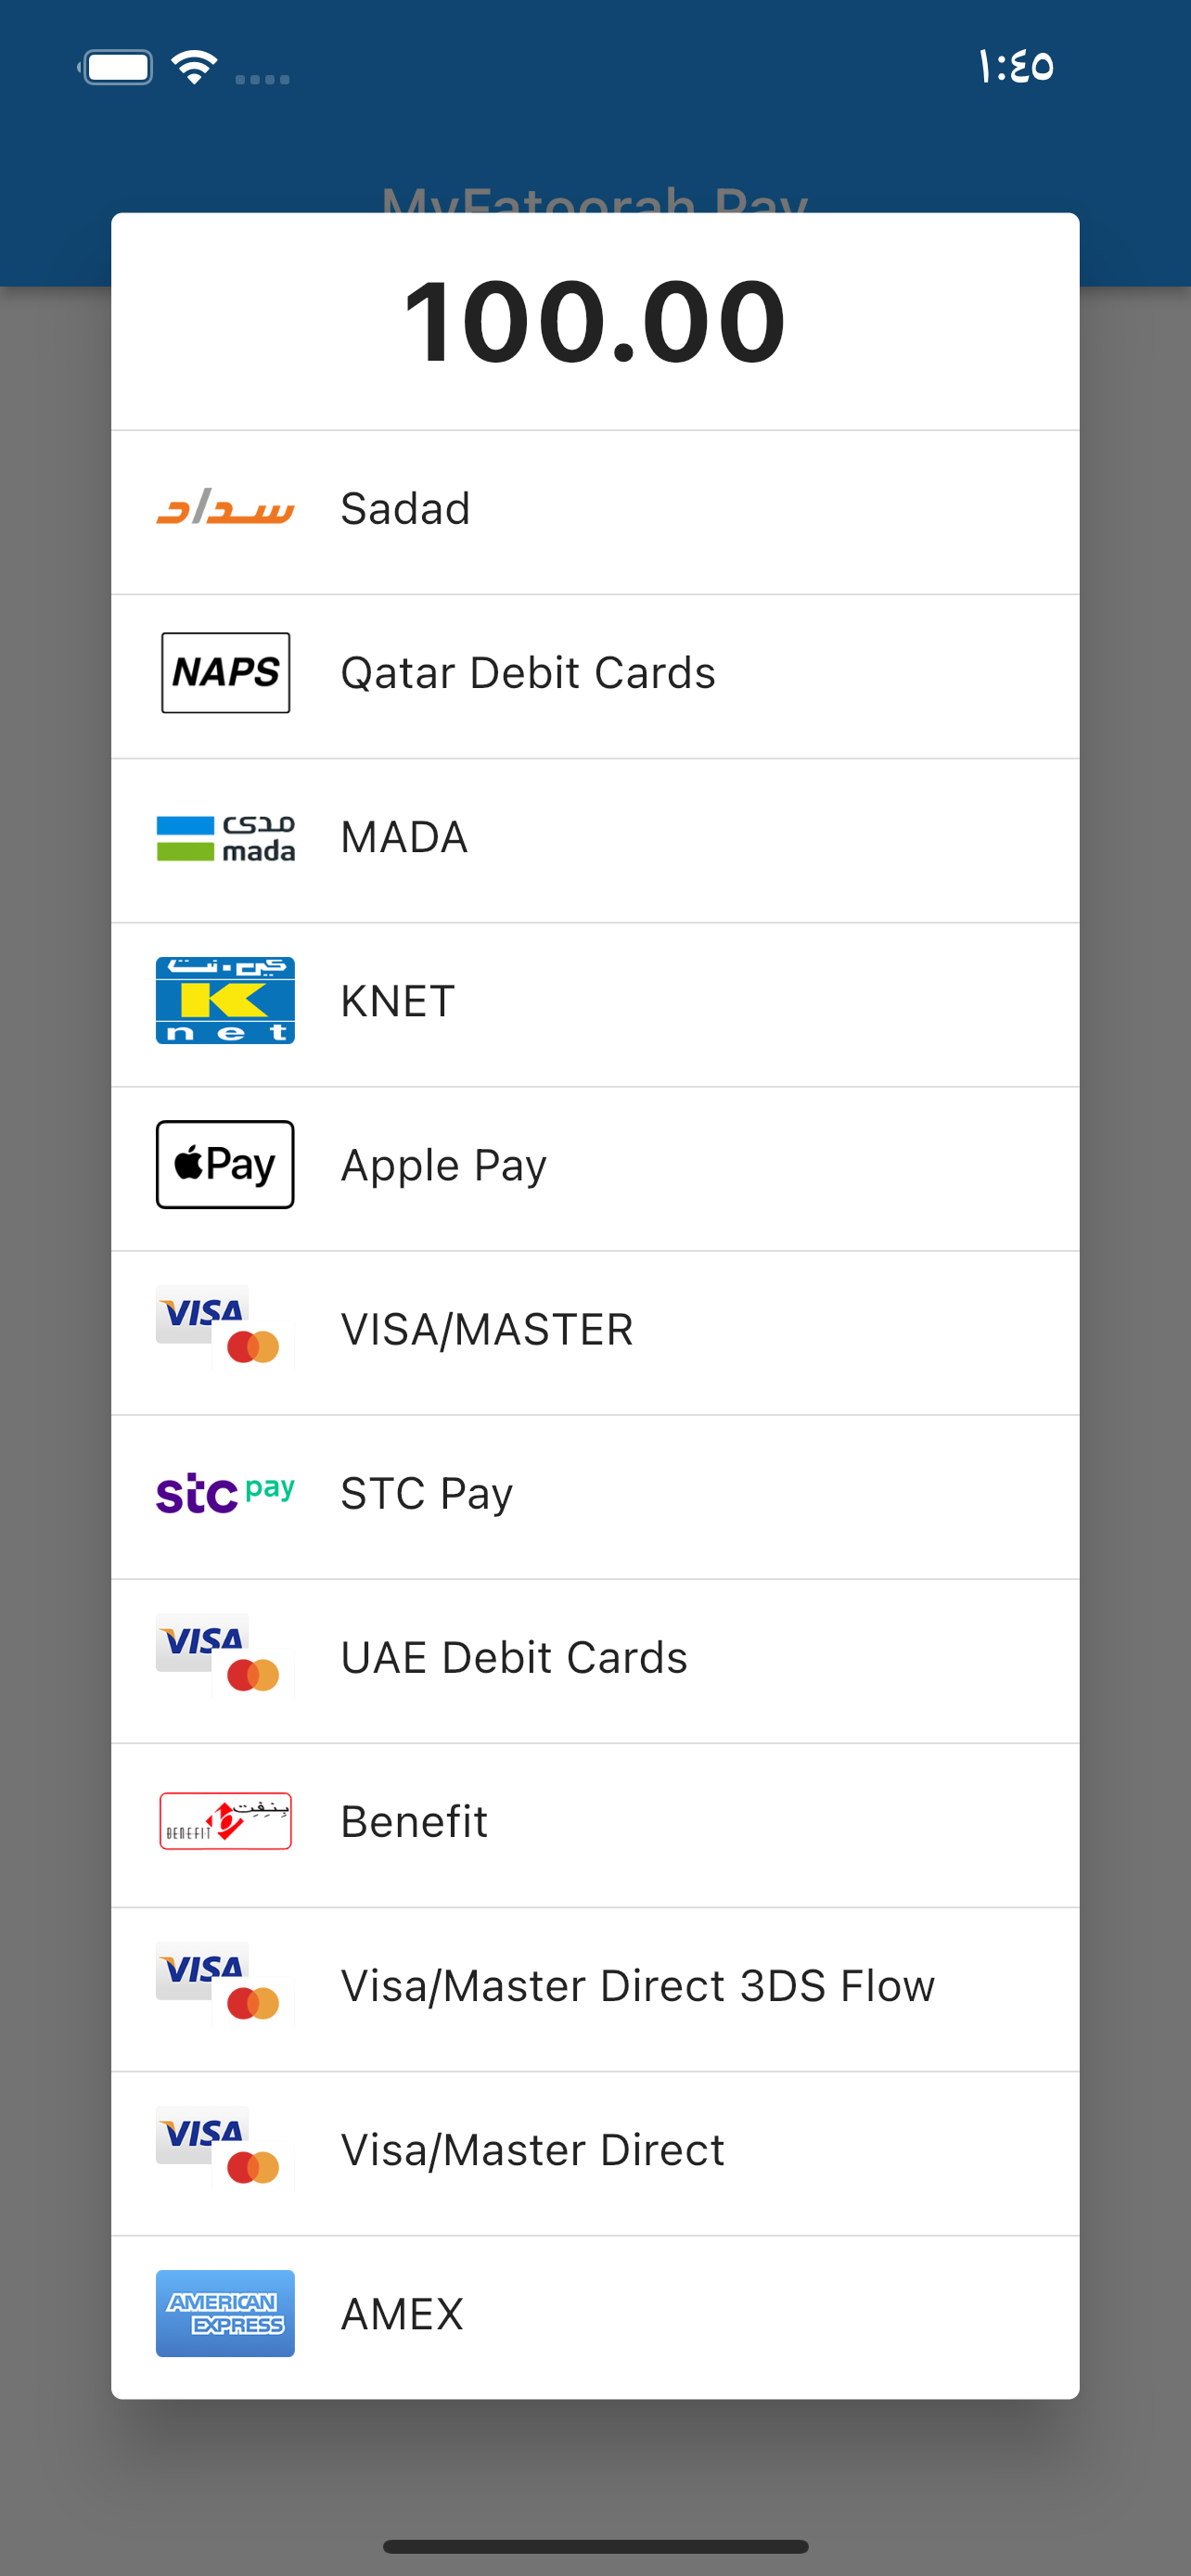 ١:٤٥
MyFatoorah Pay
100.00
سداد Sadad
NAPS Qatar Debit Cards
مدى
mada MADA
كي.نت
K
net KNET
Pay Apple Pay
VISA VISA/MASTER
stc pay STC Pay
VISA UAE Debit Cards
بِنِفِت
BENEFIT Benefit
VISA Visa/Master Direct 3DS Flow
VISA Visa/Master Direct
AMERICAN
EXPRESS AMEX